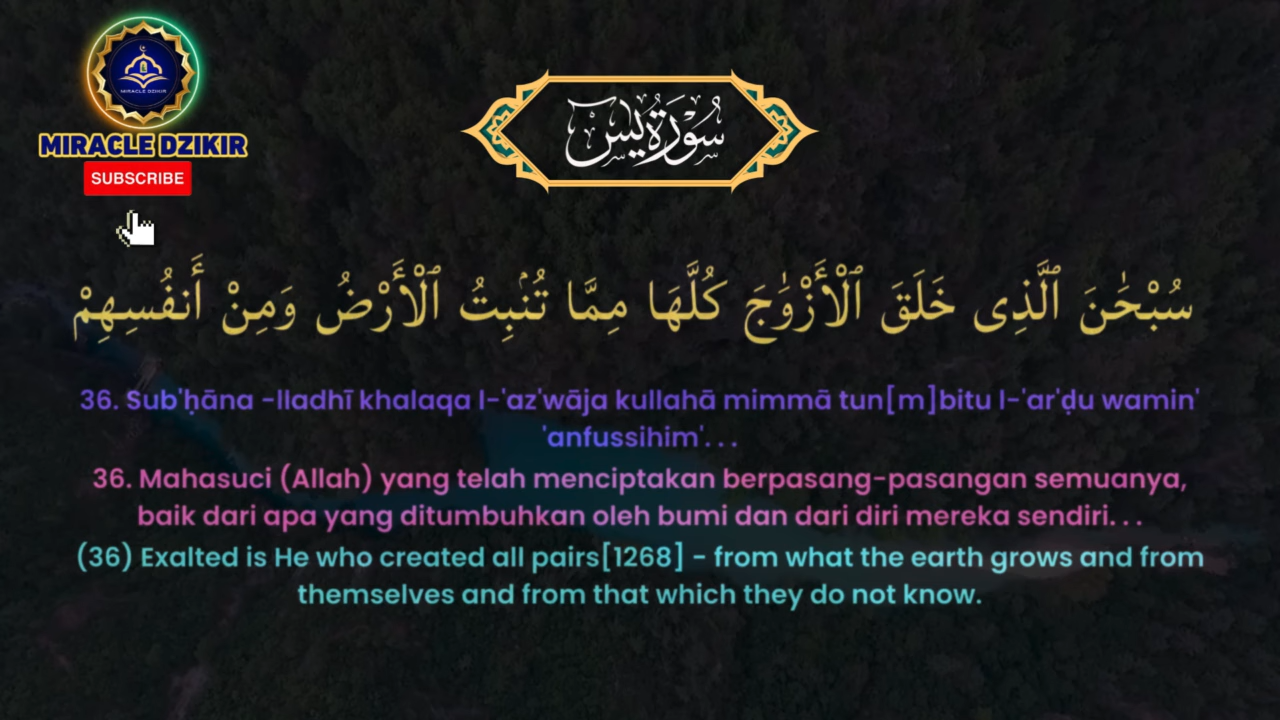 MIRACLE DZIKIR
MIRACLE DZIKIR
SUBSCRIBE
سُورَةُ يس
سُبْحَٰنَ ٱلَّذِى خَلَقَ ٱلْأَزْوَٰجَ كُلَّهَا مِمَّا تُنۢبِتُ ٱلْأَرْضُ وَمِنْ أَنفُسِهِمْ
36. Sub'ḥāna -lladhī khalaqa l-'az'wāja kullahā mimmā tun[m]bitu l-'ar'ḍu wamin'
'anfussihim'. . .
36. Mahasuci (Allah) yang telah menciptakan berpasang-pasangan semuanya,
baik dari apa yang ditumbuhkan oleh bumi dan dari diri mereka sendiri. . .
(36) Exalted is He who created all pairs[1268] - from what the earth grows and from
themselves and from that which they do not know.